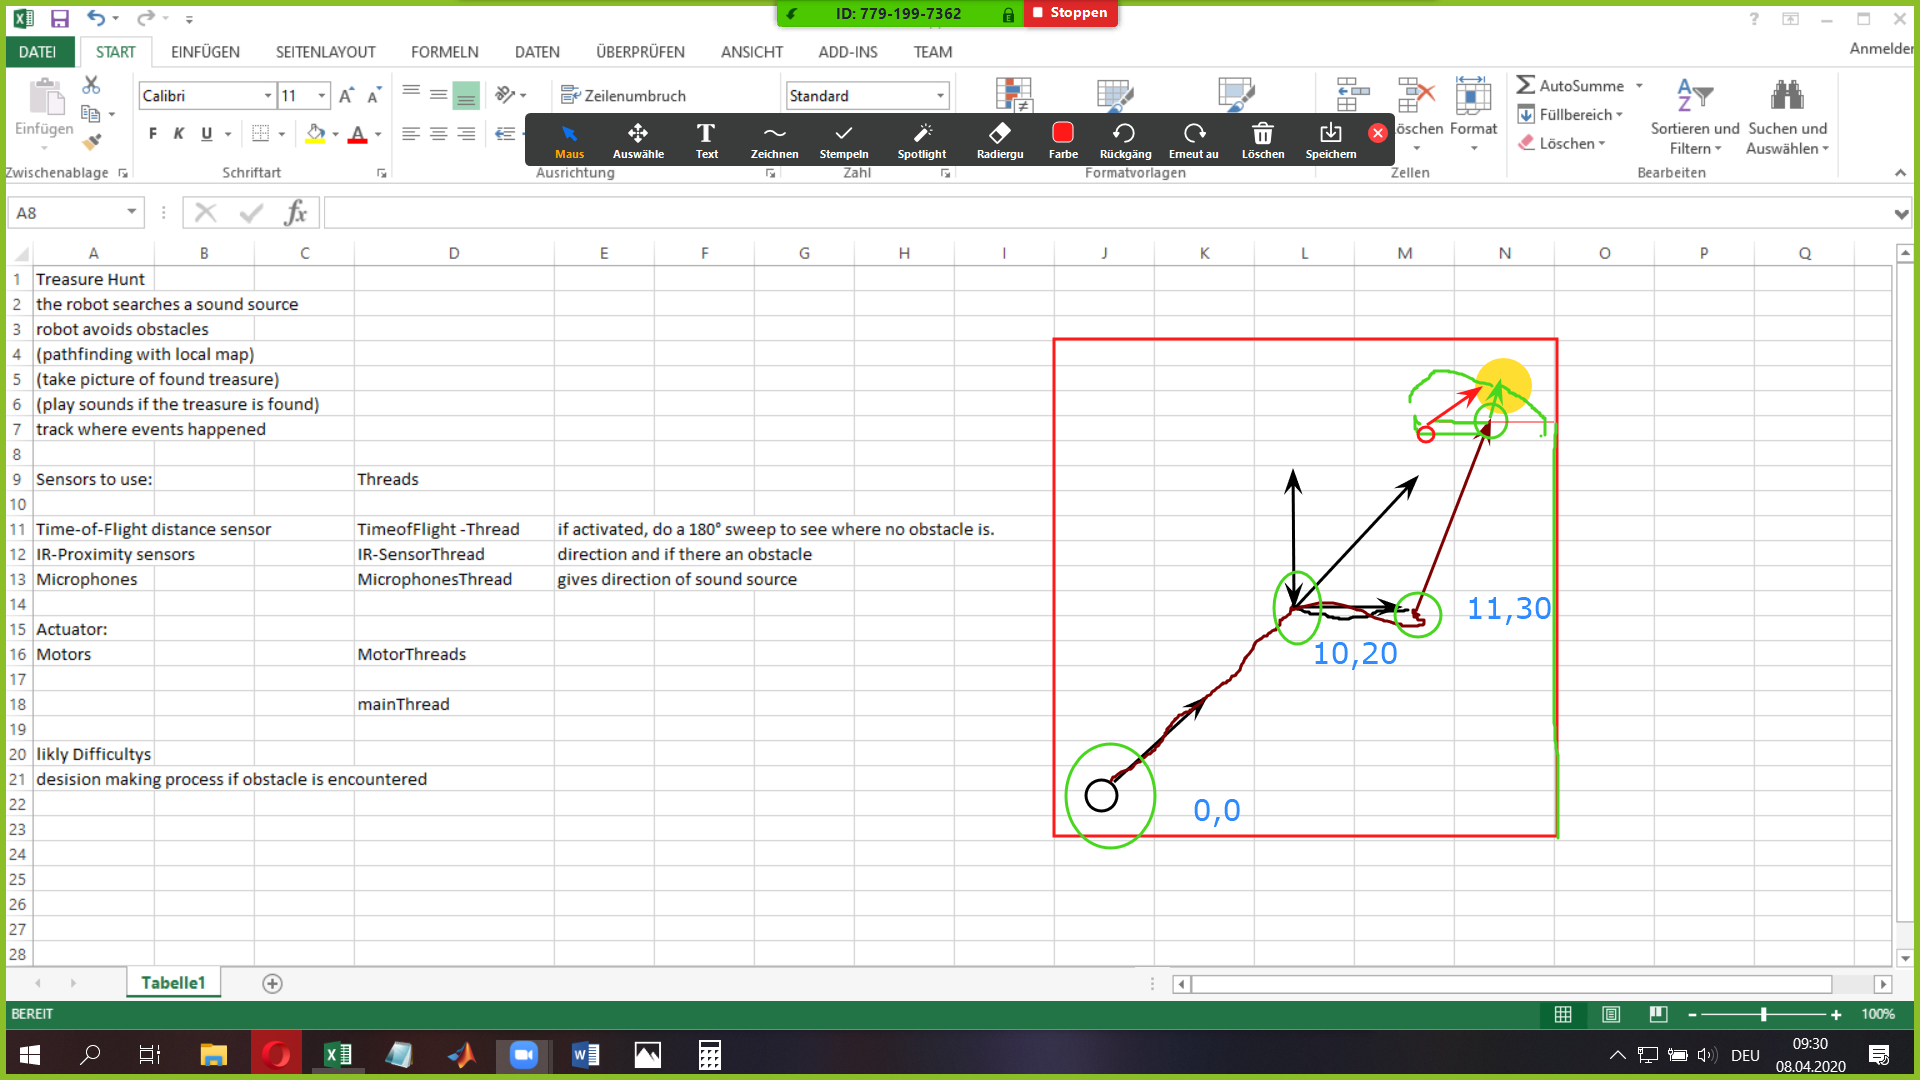 ID: 779-199-7362 Stoppen
DATEI START EINFÜGEN SEITENLAYOUT FORMELN DATEN ÜBERPRÜFEN ANSICHT ADD-INS TEAM Anmelden
Einfügen
Calibri 11
F K U
Zeilenumbruch
Standard
Löschen Format
AutoSumme
Füllbereich
Löschen
Sortieren und Filtern
Suchen und Auswählen
Zwischenablage Schriftart Ausrichtung Zahl Formatvorlagen Zellen Bearbeiten
Maus Auswähle Text Zeichnen Stempeln Spotlight Radiergu Farbe Rückgäng Erneut au Löschen Speichern
A8 fx
A B C D E F G H I J K L M N O P Q
1 Treasure Hunt
2 the robot searches a sound source
3 robot avoids obstacles
4 (pathfinding with local map)
5 (take picture of found treasure)
6 (play sounds if the treasure is found)
7 track where events happened
8
9 Sensors to use: Threads
10
11 Time-of-Flight distance sensor TimeofFlight -Thread if activated, do a 180° sweep to see where no obstacle is.
12 IR-Proximity sensors IR-SensorThread direction and if there an obstacle
13 Microphones MicrophonesThread gives direction of sound source
14
15 Actuator:
16 Motors MotorThreads
17
18 mainThread
19
20 likly Difficultys
21 desision making process if obstacle is encountered
22
23
24
25
26
27
28
11,30
10,20
0,0
Tabelle1
BEREIT 100%
DEU 09:30
08.04.2020